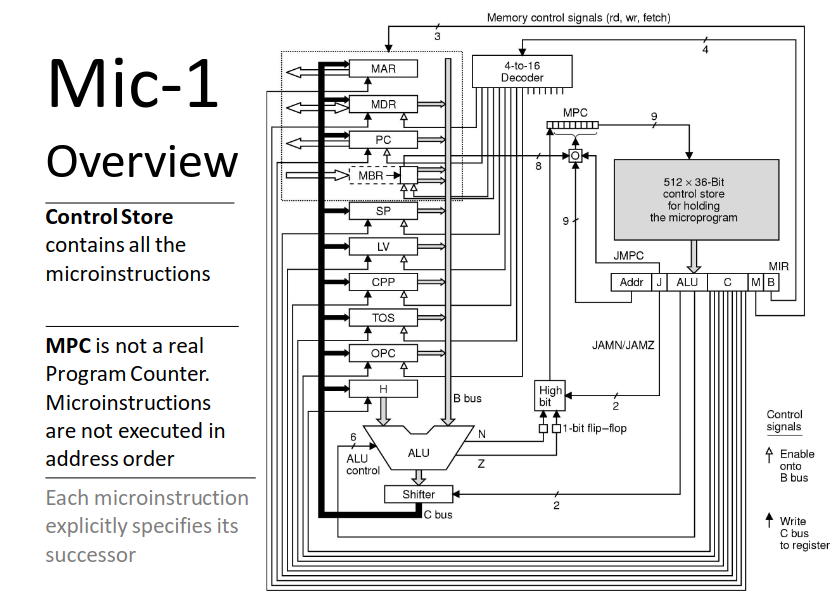 Mic-1
Overview
Control Store
contains all the
microinstructions
MPC is not a real
Program Counter.
Microinstructions
are not executed in
address order
Each microinstruction
explicitly specifies its
successor
Memory control signals (rd, wr, fetch)
3
4
MAR
MDR
PC
MBR
SP
LV
CPP
TOS
OPC
H
4-to-16
Decoder
MPC
9
8
O
512 × 36-Bit
control store
for holding
the microprogram
9
JMPC
MIR
Addr J ALU C M B
JAMN/JAMZ
B bus
High
bit
2
1-bit flip–flop
6
ALU
control
ALU
N
Z
Shifter
C bus
2
Control
signals
Enable
onto
B bus
Write
C bus
to register